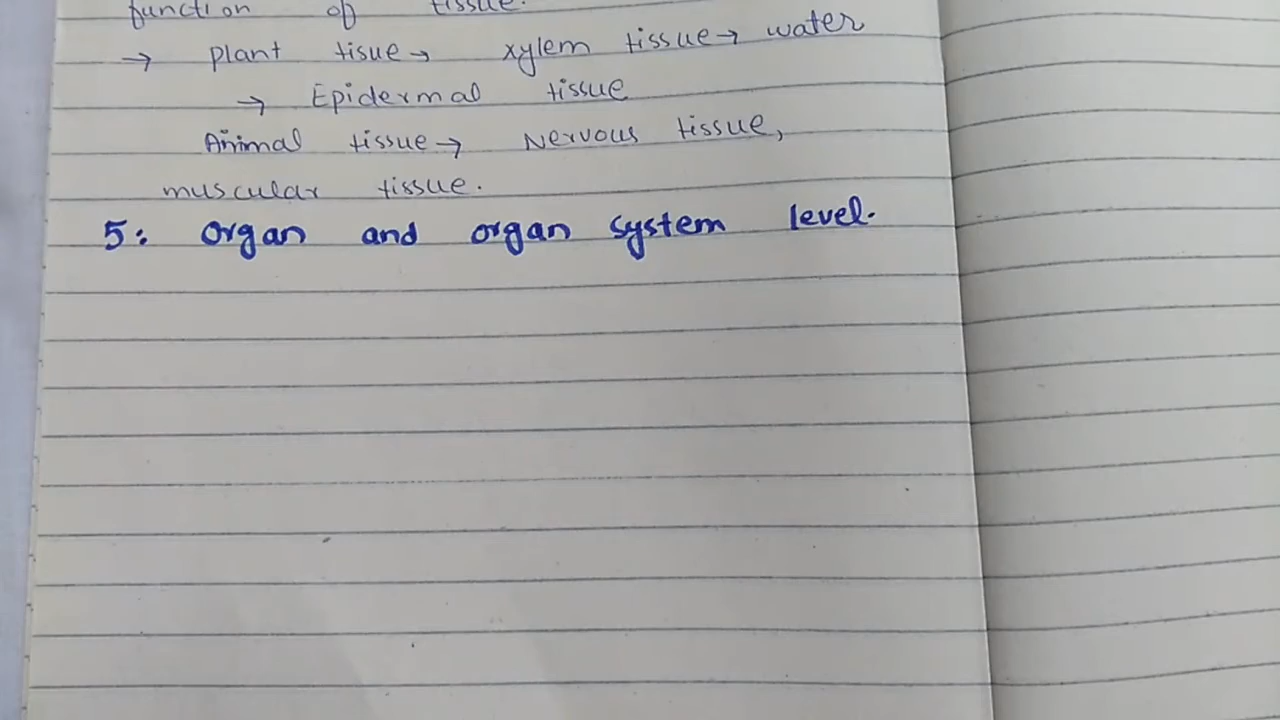 function of tissue.
→ plant tisue → xylem tissue → water
→ Epidermal tissue
Animal tissue → Nervous tissue,
muscular tissue.
5: Organ and organ system level.